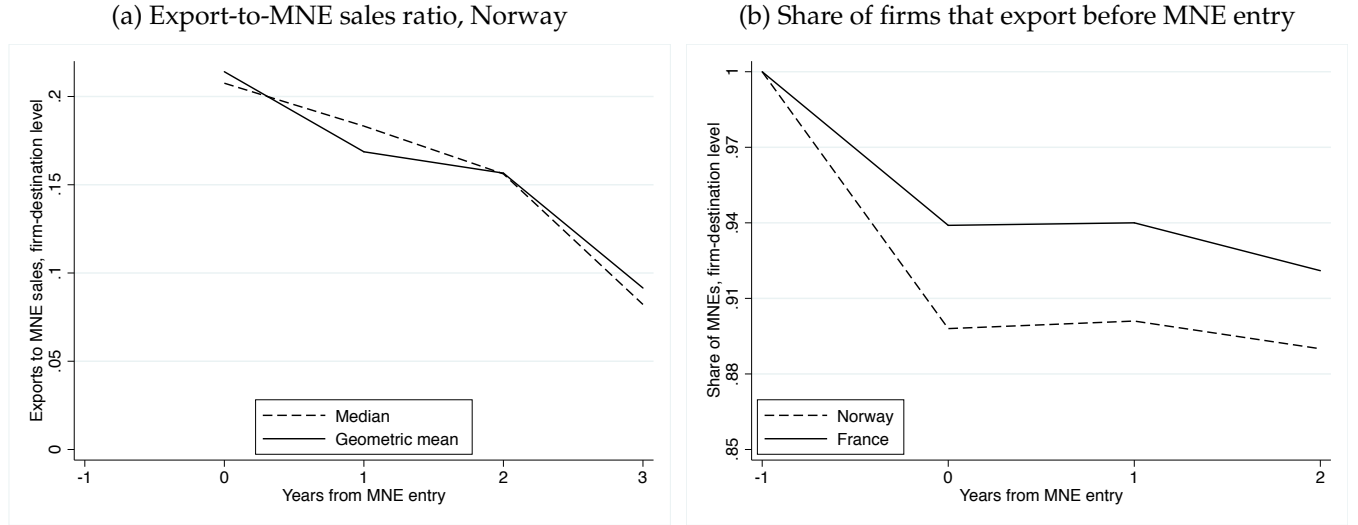 (a) Export-to-MNE sales ratio, Norway
Exports to MNE sales, firm-destination level
.2
.15
.1
.05
0
-1
0
1
2
3
Years from MNE entry
Median
Geometric mean
(b) Share of firms that export before MNE entry
Share of MNEs, firm-destination level
1
.97
.94
.91
.88
.85
-1
0
1
2
Years from MNE entry
Norway
France